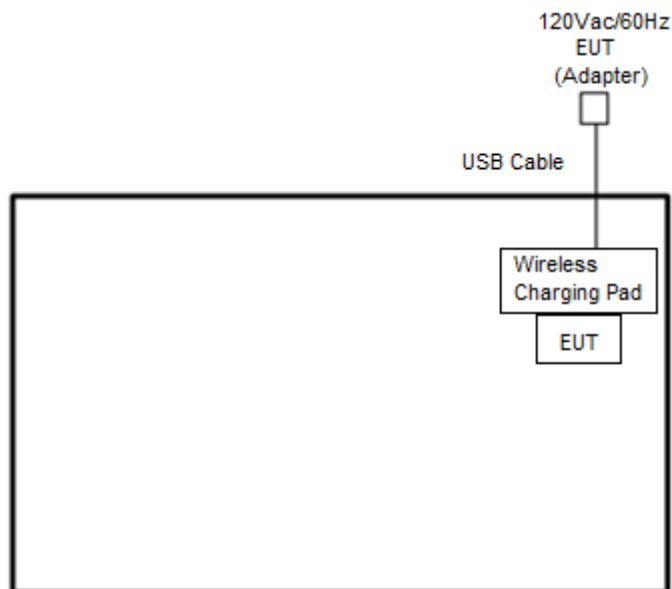 120Vac/60Hz
EUT
(Adapter)
USB Cable
Wireless
Charging Pad
EUT